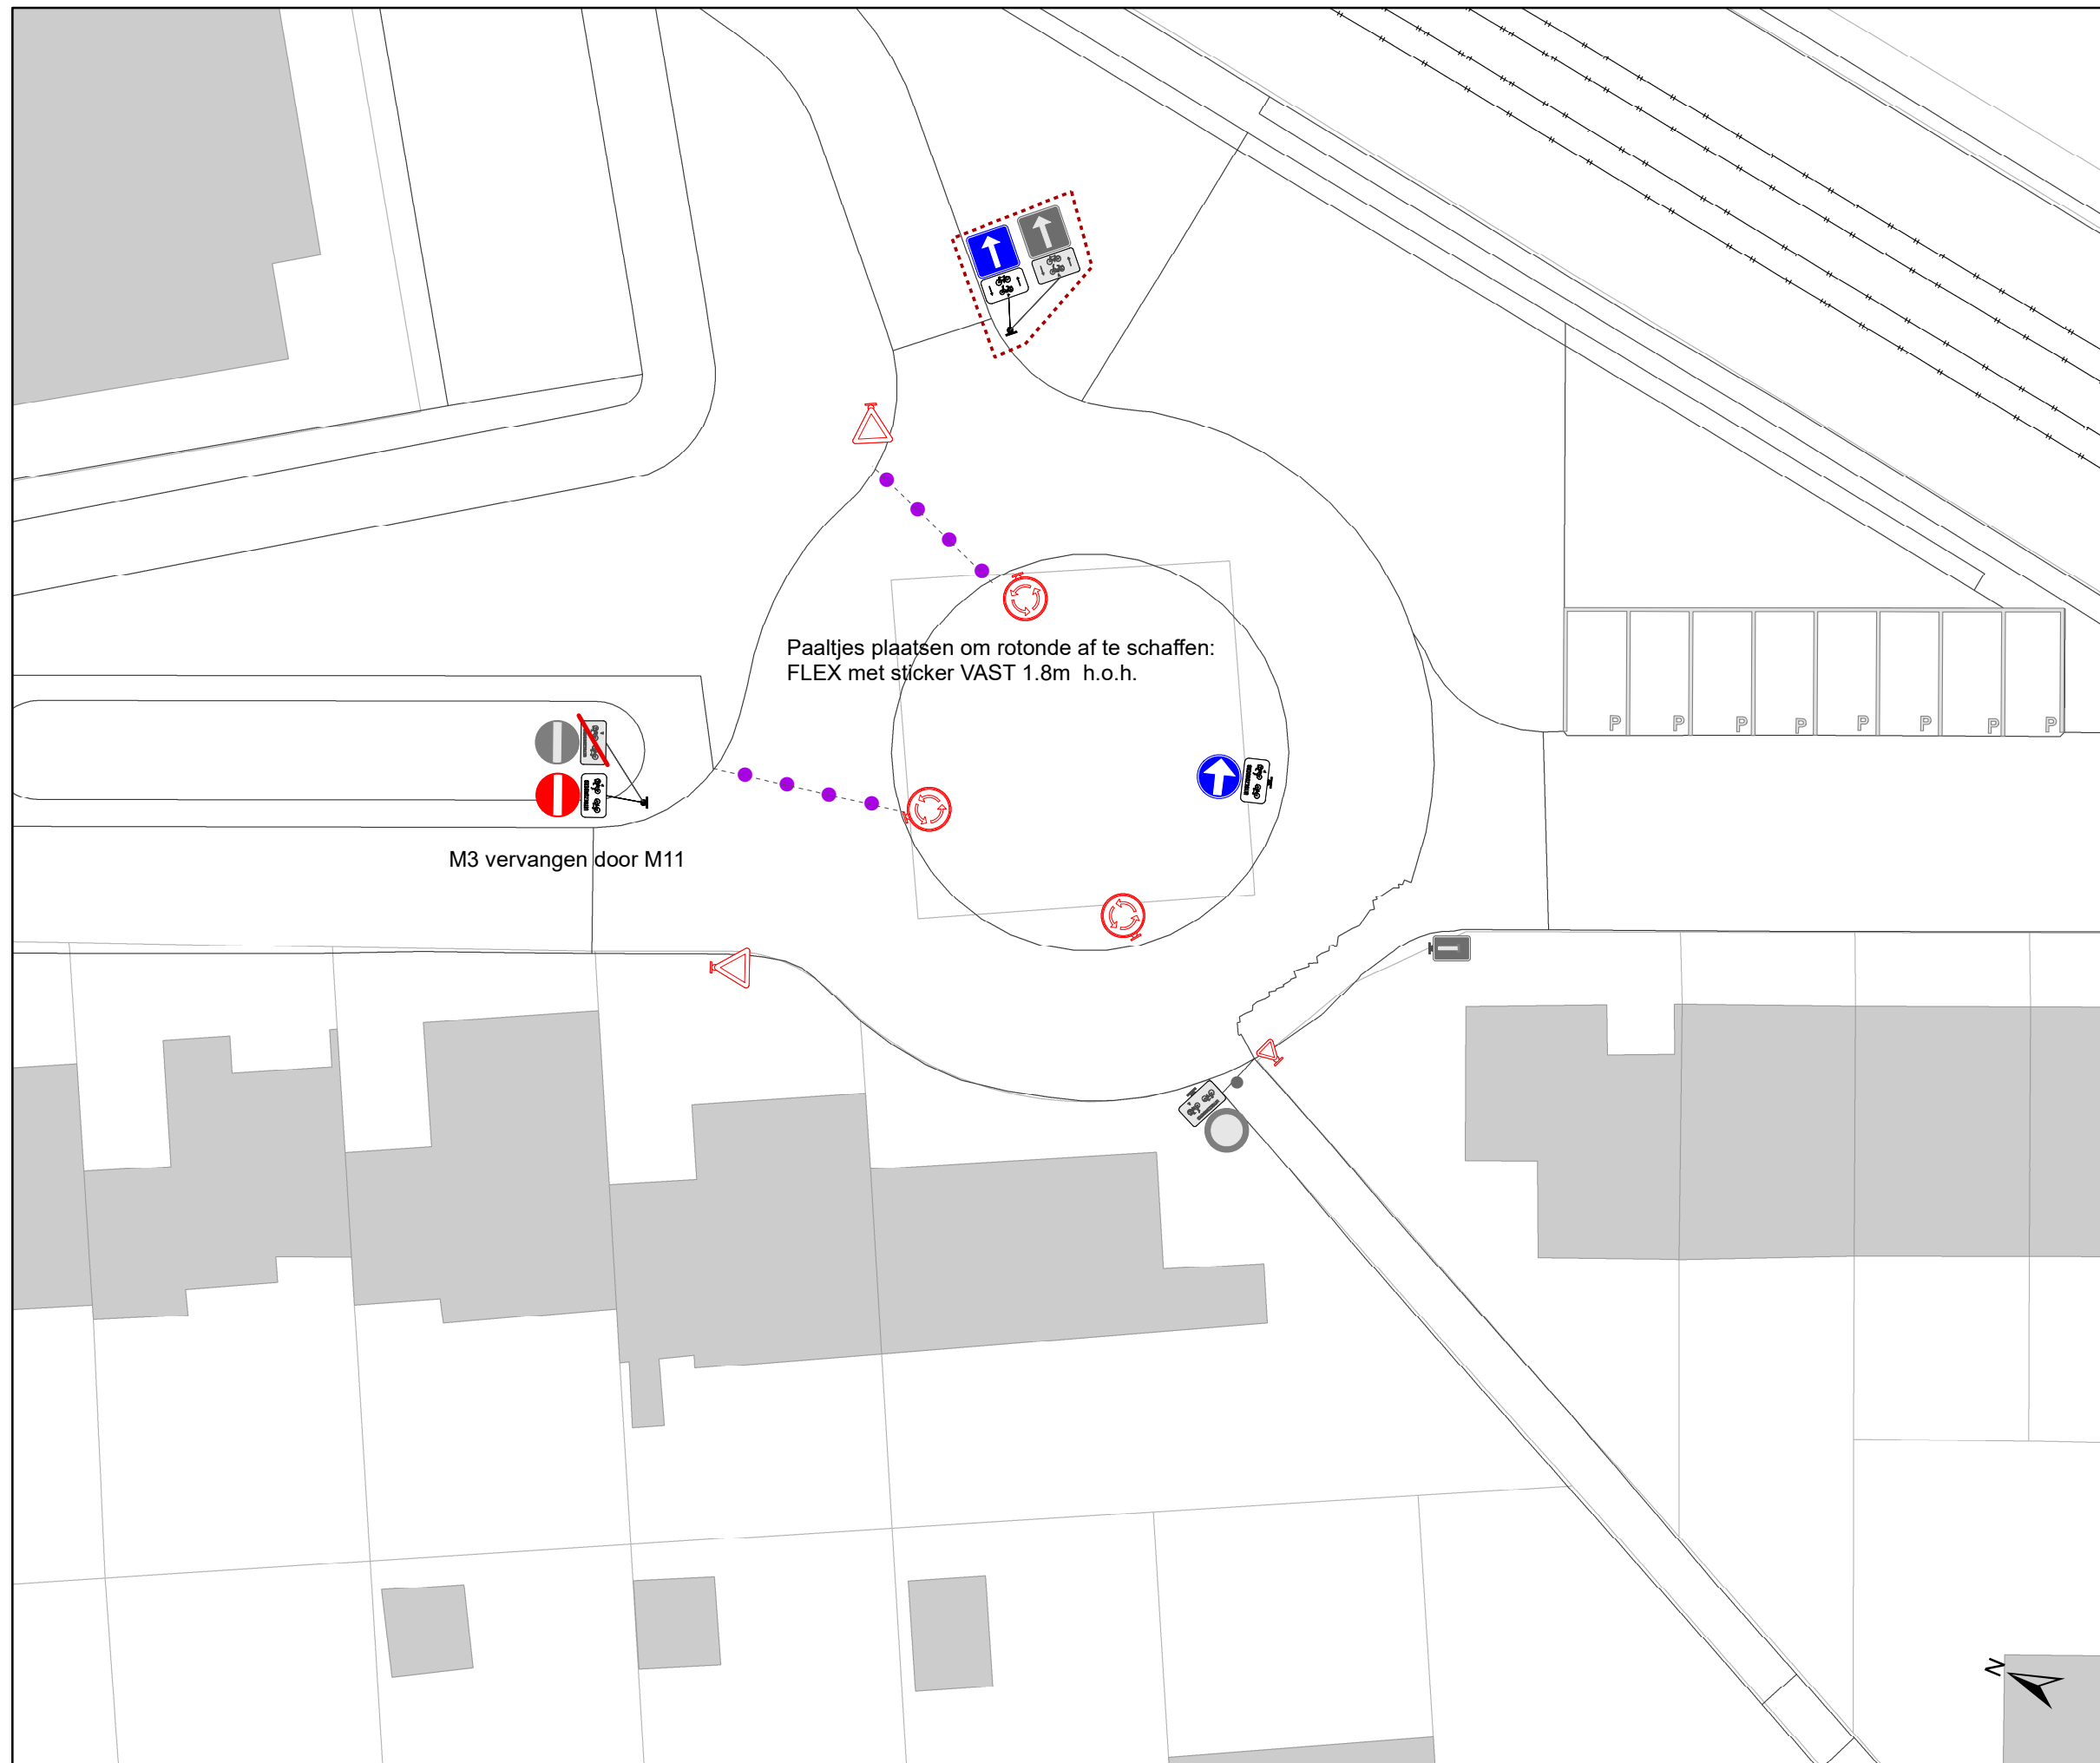 Paaltjes plaatsen om rotonde af te schaffen:
FLEX met sticker VAST 1.8m h.o.h.
P P P P P P P P
M3 vervangen door M11
N